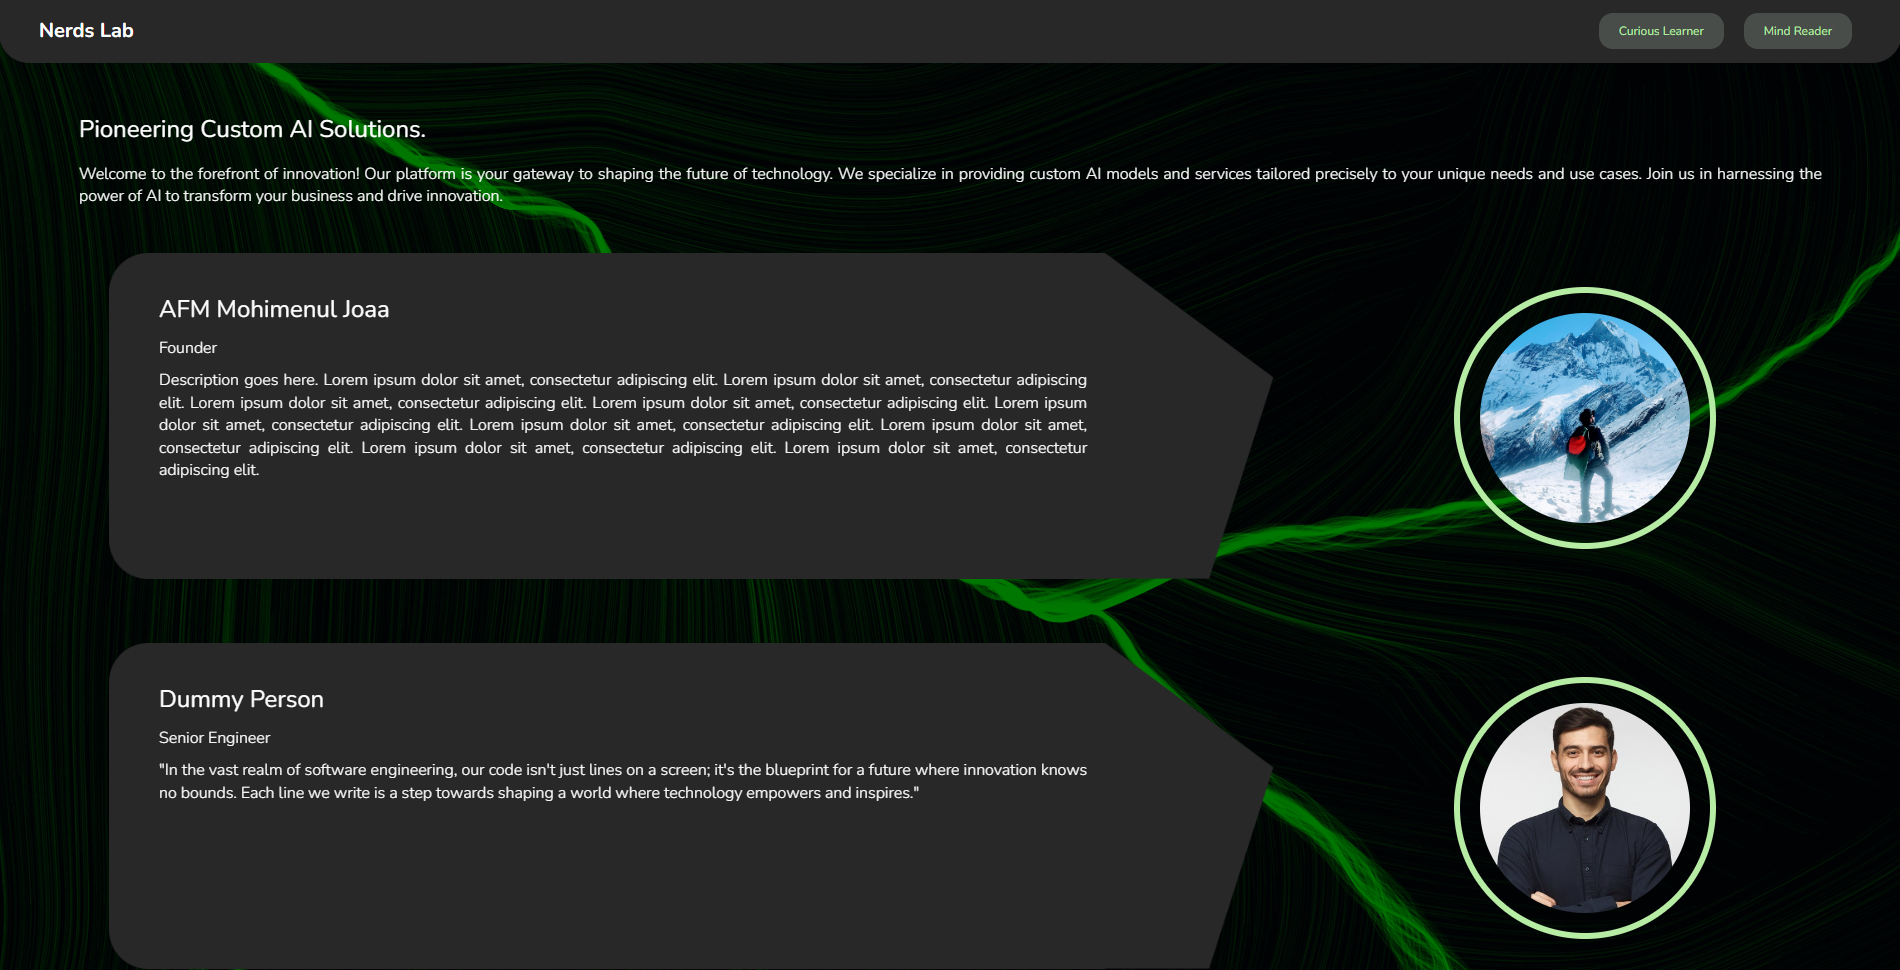 Nerds Lab
Curious Learner
Mind Reader
Pioneering Custom AI Solutions.
Welcome to the forefront of innovation! Our platform is your gateway to shaping the future of technology. We specialize in providing custom AI models and services tailored precisely to your unique needs and use cases. Join us in harnessing the
power of AI to transform your business and drive innovation.
AFM Mohimenul Joaa
Founder
Description goes here. Lorem ipsum dolor sit amet, consectetur adipiscing elit. Lorem ipsum dolor sit amet, consectetur adipiscing
elit. Lorem ipsum dolor sit amet, consectetur adipiscing elit. Lorem ipsum dolor sit amet, consectetur adipiscing elit. Lorem ipsum
dolor sit amet, consectetur adipiscing elit. Lorem ipsum dolor sit amet, consectetur adipiscing elit. Lorem ipsum dolor sit amet,
consectetur adipiscing elit. Lorem ipsum dolor sit amet, consectetur adipiscing elit. Lorem ipsum dolor sit amet, consectetur
adipiscing elit.
Dummy Person
Senior Engineer
"In the vast realm of software engineering, our code isn't just lines on a screen; it's the blueprint for a future where innovation knows
no bounds. Each line we write is a step towards shaping a world where technology empowers and inspires."